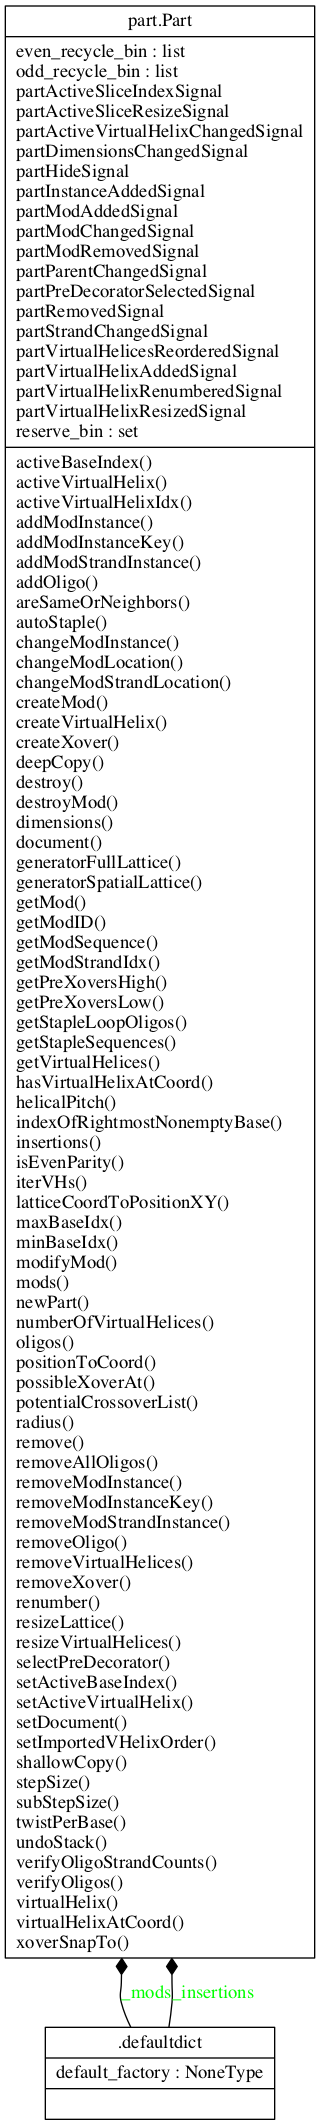 part.Part
even_recycle_bin : list
odd_recycle_bin : list
partActiveSliceIndexSignal
partActiveSliceResizeSignal
partActiveVirtualHelixChangedSignal
partDimensionsChangedSignal
partHideSignal
partInstanceAddedSignal
partModAddedSignal
partModChangedSignal
partModRemovedSignal
partParentChangedSignal
partPreDecoratorSelectedSignal
partRemovedSignal
partStrandChangedSignal
partVirtualHelicesReorderedSignal
partVirtualHelixAddedSignal
partVirtualHelixRenumberedSignal
partVirtualHelixResizedSignal
reserve_bin : set
activeBaseIndex()
activeVirtualHelix()
activeVirtualHelixIdx()
addModInstance()
addModInstanceKey()
addModStrandInstance()
addOligo()
areSameOrNeighbors()
autoStaple()
changeModInstance()
changeModLocation()
changeModStrandLocation()
createMod()
createVirtualHelix()
createXover()
deepCopy()
destroy()
destroyMod()
dimensions()
document()
generatorFullLattice()
generatorSpatialLattice()
getMod()
getModID()
getModSequence()
getModStrandIdx()
getPreXoversHigh()
getPreXoversLow()
getStapleLoopOligos()
getStapleSequences()
getVirtualHelices()
hasVirtualHelixAtCoord()
helicalPitch()
indexOfRightmostNonemptyBase()
insertions()
isEvenParity()
iterVHs()
latticeCoordToPositionXY()
maxBaseIdx()
minBaseIdx()
modifyMod()
mods()
newPart()
numberOfVirtualHelices()
oligos()
positionToCoord()
possibleXoverAt()
potentialCrossoverList()
radius()
remove()
removeAllOligos()
removeModInstance()
removeModInstanceKey()
removeModStrandInstance()
removeOligo()
removeVirtualHelices()
removeXover()
renumber()
resizeLattice()
resizeVirtualHelices()
selectPreDecorator()
setActiveBaseIndex()
setActiveVirtualHelix()
setDocument()
setImportedVHelixOrder()
shallowCopy()
stepSize()
subStepSize()
twistPerBase()
undoStack()
verifyOligoStrandCounts()
verifyOligos()
virtualHelix()
virtualHelixAtCoord()
xoverSnapTo()
_mods _insertions
.defaultdict
default_factory : NoneType